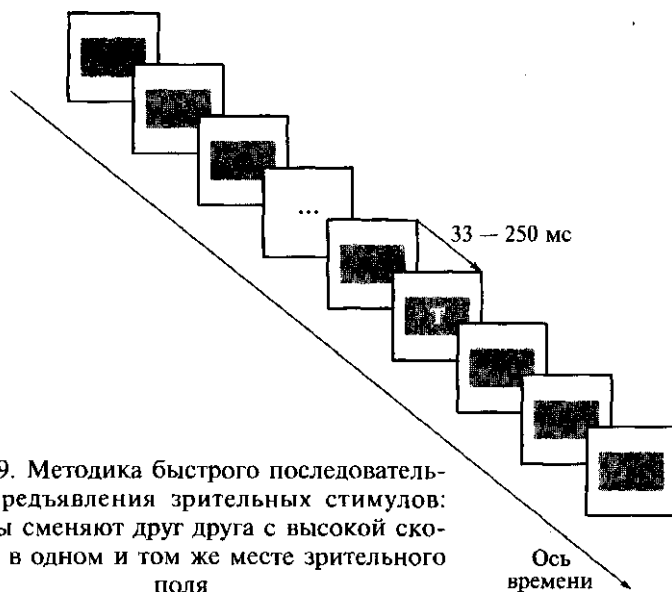 ...
33 — 250 мс
T
9. Методика быстрого последователь-
редъявления зрительных стимулов:
ы сменяют друг друга с высокой ско-
в одном и том же месте зрительного
поля
Ось
времени